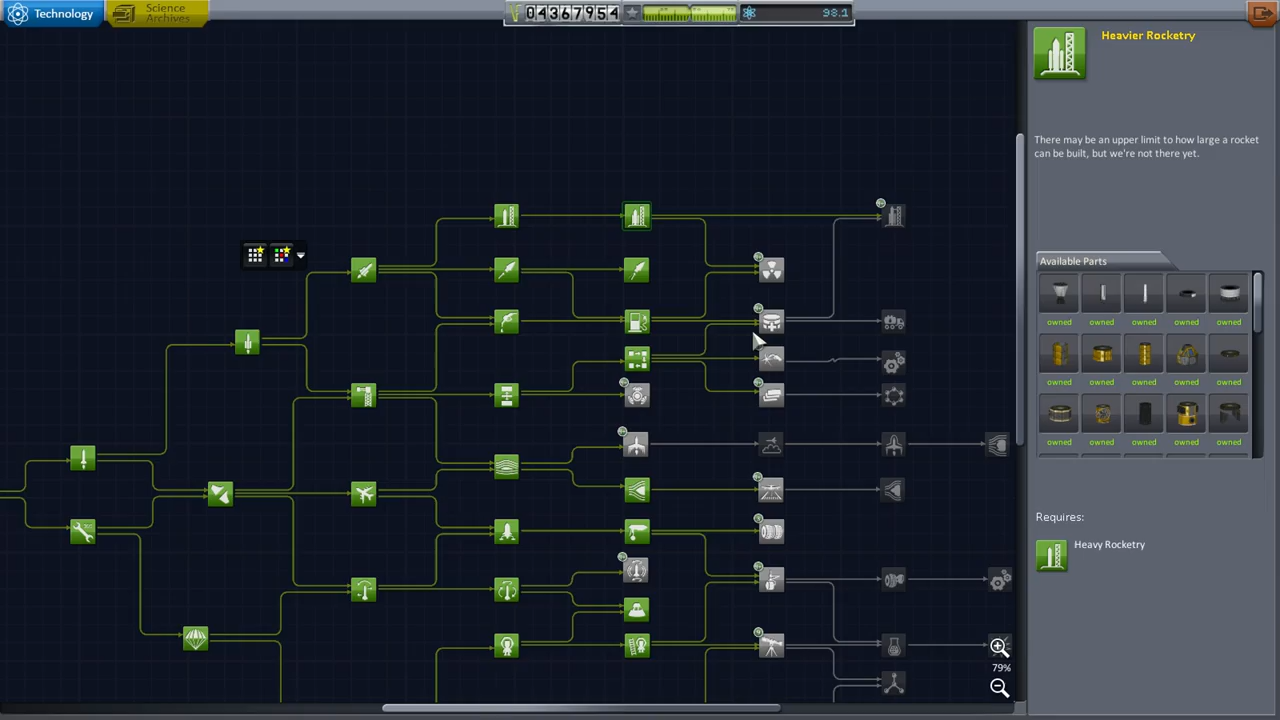 Technology
Science
Archives
04367954
98.1
Heavier Rocketry
There may be an upper limit to how large a rocket
can be built, but we're not there yet.
Available Parts
owned owned owned owned owned
owned owned owned owned owned
owned owned owned owned owned
Requires:
Heavy Rocketry
79%